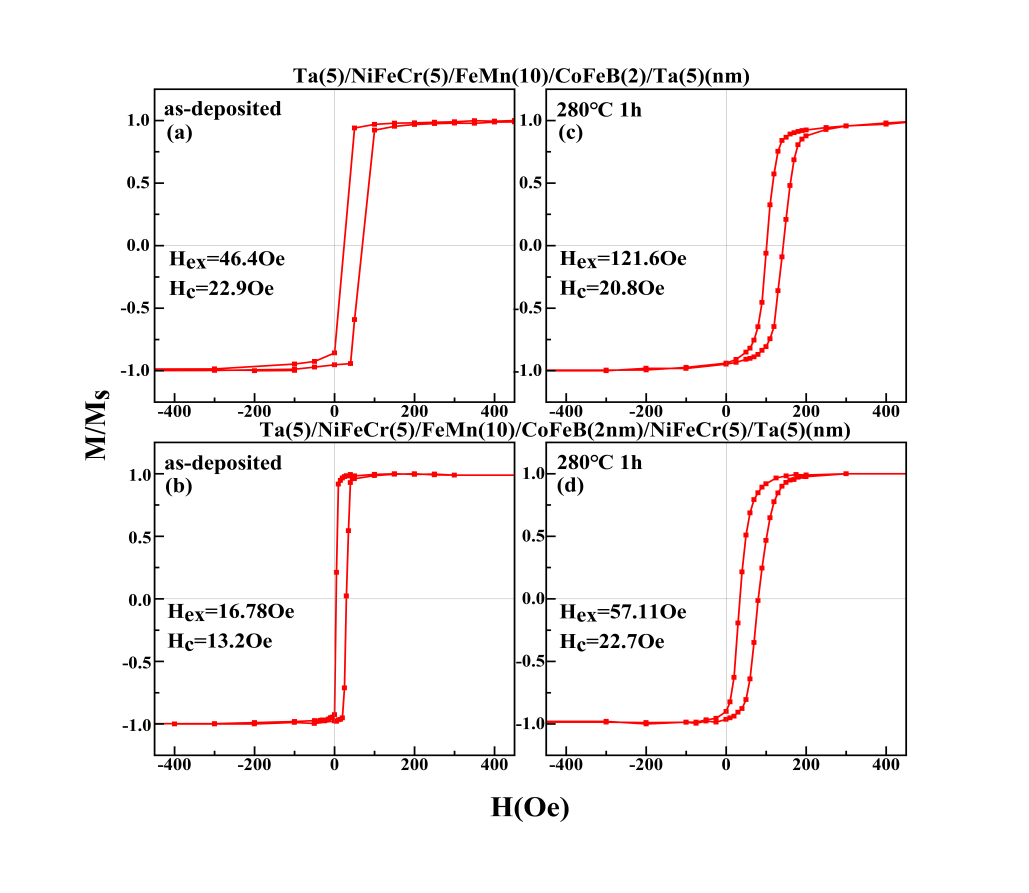 Ta(5)/NiFeCr(5)/FeMn(10)/CoFeB(2)/Ta(5)(nm)
as-deposited
(a)
1.0
0.5
0.0
-0.5
-1.0
Hex=46.4Oe
Hc=22.9Oe
-400 -200 0 200 400
280℃ 1h
(c)
1.0
0.5
0.0
-0.5
-1.0
Hex=121.6Oe
Hc=20.8Oe
-400 -200 0 200 400
M/Ms
Ta(5)/NiFeCr(5)/FeMn(10)/CoFeB(2nm)/NiFeCr(5)/Ta(5)(nm)
as-deposited
(b)
1.0
0.5
0.0
-0.5
-1.0
Hex=16.78Oe
Hc=13.2Oe
-400 -200 0 200 400
280℃ 1h
(d)
1.0
0.5
0.0
-0.5
-1.0
Hex=57.11Oe
Hc=22.7Oe
-400 -200 0 200 400
H(Oe)